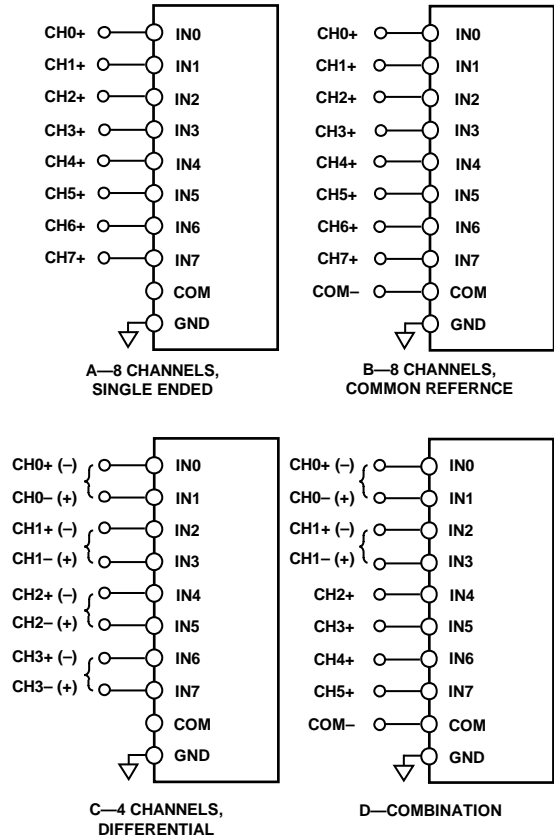 CH0+ IN0
CH1+ IN1
CH2+ IN2
CH3+ IN3
CH4+ IN4
CH5+ IN5
CH6+ IN6
CH7+ IN7
COM
GND
A—8 CHANNELS,
SINGLE ENDED
CH0+ IN0
CH1+ IN1
CH2+ IN2
CH3+ IN3
CH4+ IN4
CH5+ IN5
CH6+ IN6
CH7+ IN7
COM– COM
GND
B—8 CHANNELS,
COMMON REFERNCE
CH0+ (–) IN0
CH0– (+) IN1
CH1+ (–) IN2
CH1– (+) IN3
CH2+ (–) IN4
CH2– (+) IN5
CH3+ (–) IN6
CH3– (+) IN7
COM
GND
C—4 CHANNELS,
DIFFERENTIAL
CH0+ (–) IN0
CH0– (+) IN1
CH1+ (–) IN2
CH1– (+) IN3
CH2+ IN4
CH3+ IN5
CH4+ IN6
CH5+ IN7
COM– COM
GND
D—COMBINATION